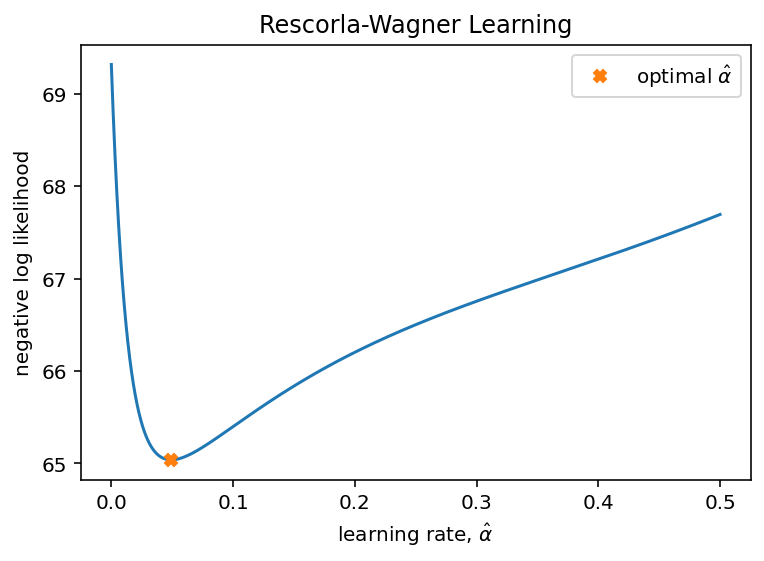 Rescorla-Wagner Learning
optimal α̂
negative log likelihood
69
68
67
66
65
0.0 0.1 0.2 0.3 0.4 0.5
learning rate, α̂